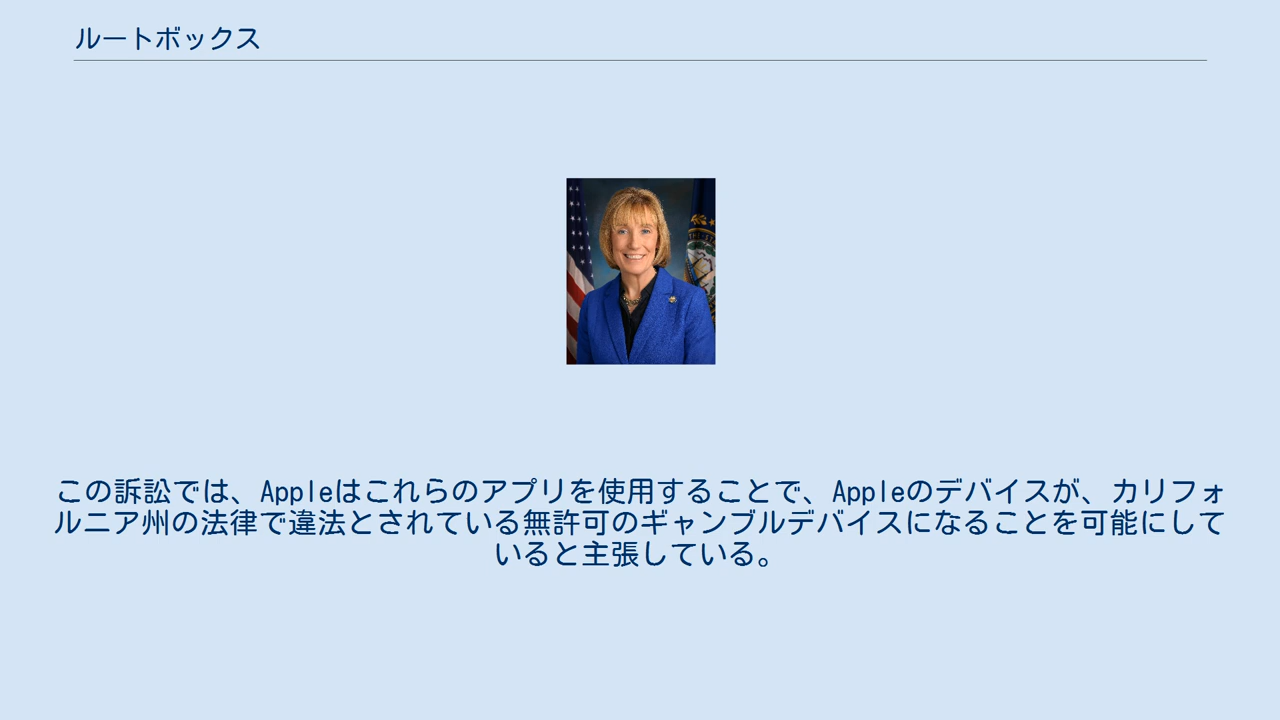 ルートボックス
この訴訟では、Appleはこれらのアプリを使用することで、Appleのデバイスが、カリフォ
ルニア州の法律で違法とされている無許可のギャンブルデバイスになることを可能にして
いると主張している。